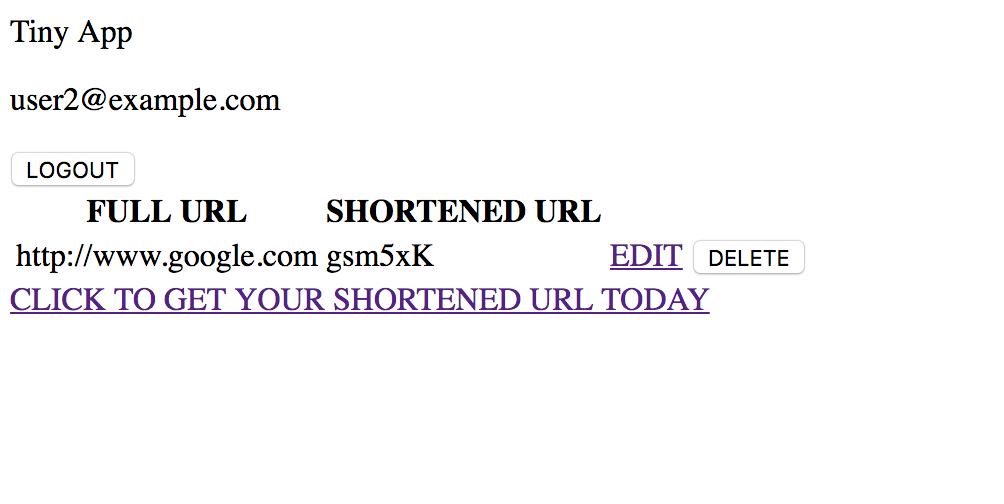 Tiny App
user2@example.com
LOGOUT
FULL URL SHORTENED URL
http://www.google.com gsm5xK EDIT DELETE
CLICK TO GET YOUR SHORTENED URL TODAY